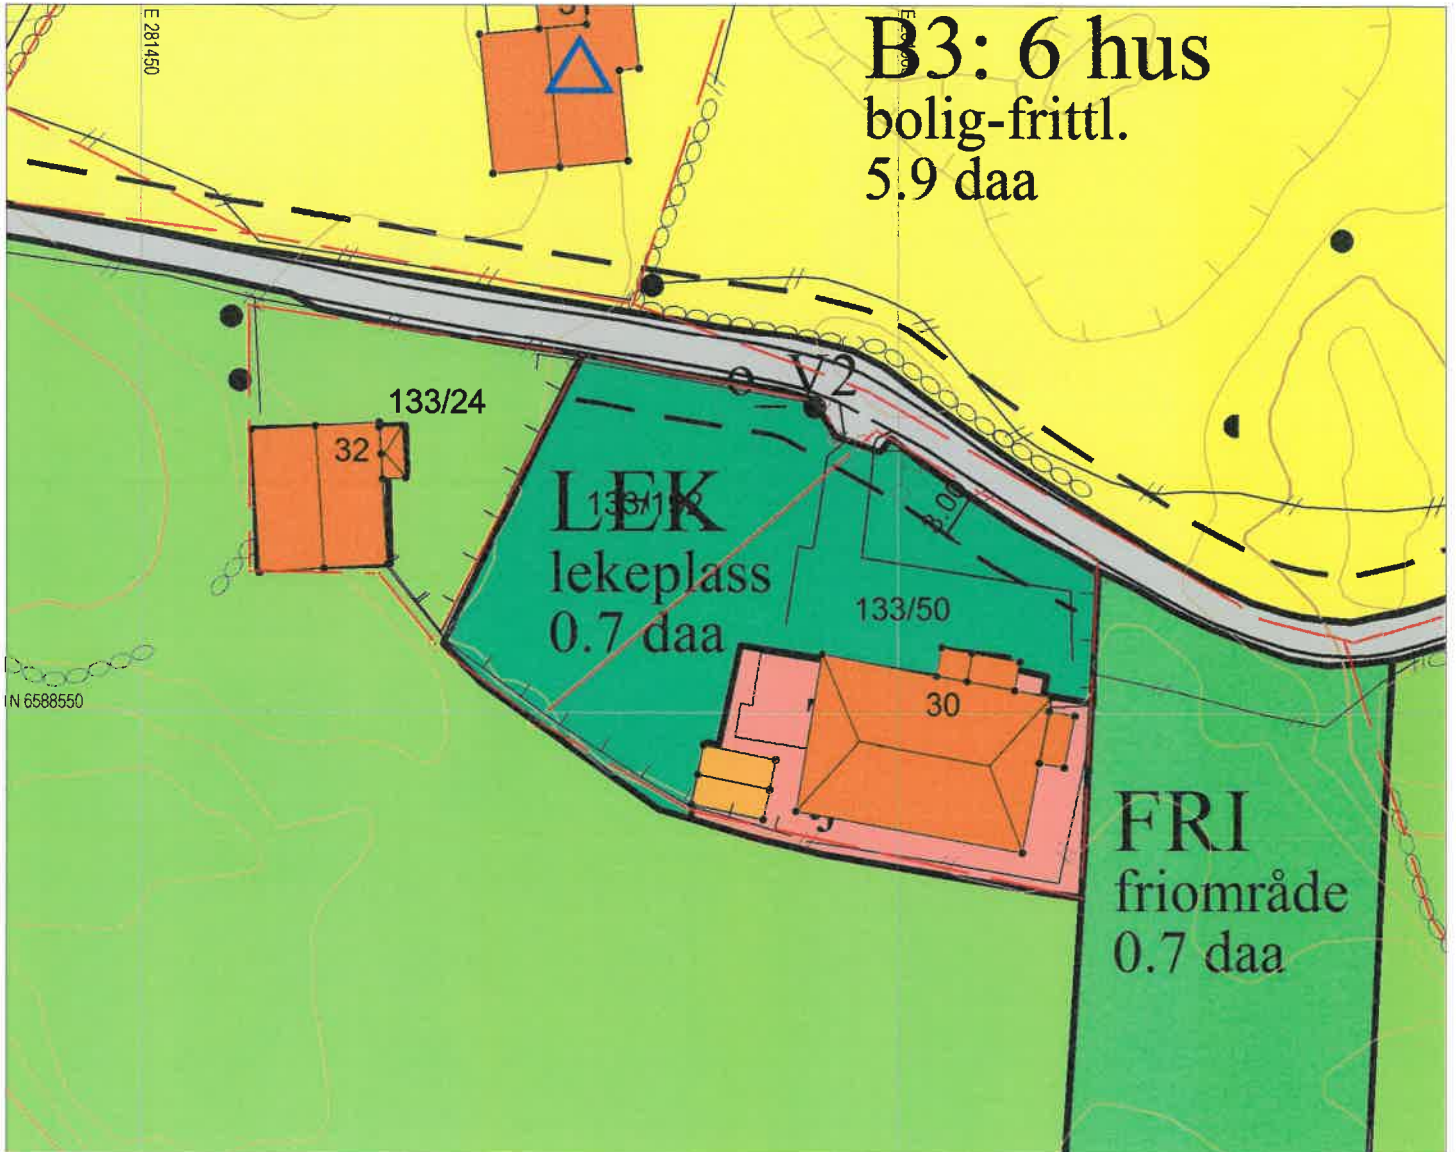 E 281450
B3: 6 hus
bolig-frittl.
5.9 daa
133/24
32
V2
LEK
lekeplass
0.7 daa
133/50
30
N 6588550
FRI
friområde
0.7 daa